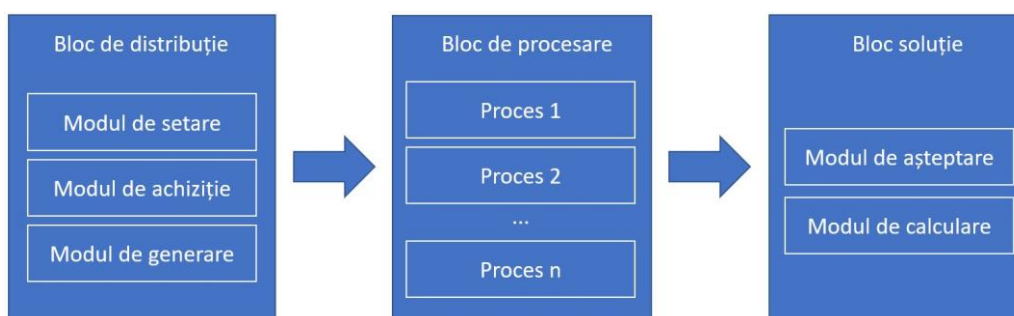 Bloc de distribuție
Modul de setare
Modul de achiziție
Modul de generare
Bloc de procesare
Proces 1
Proces 2
...
Proces n
Bloc soluție
Modul de așteptare
Modul de calculare